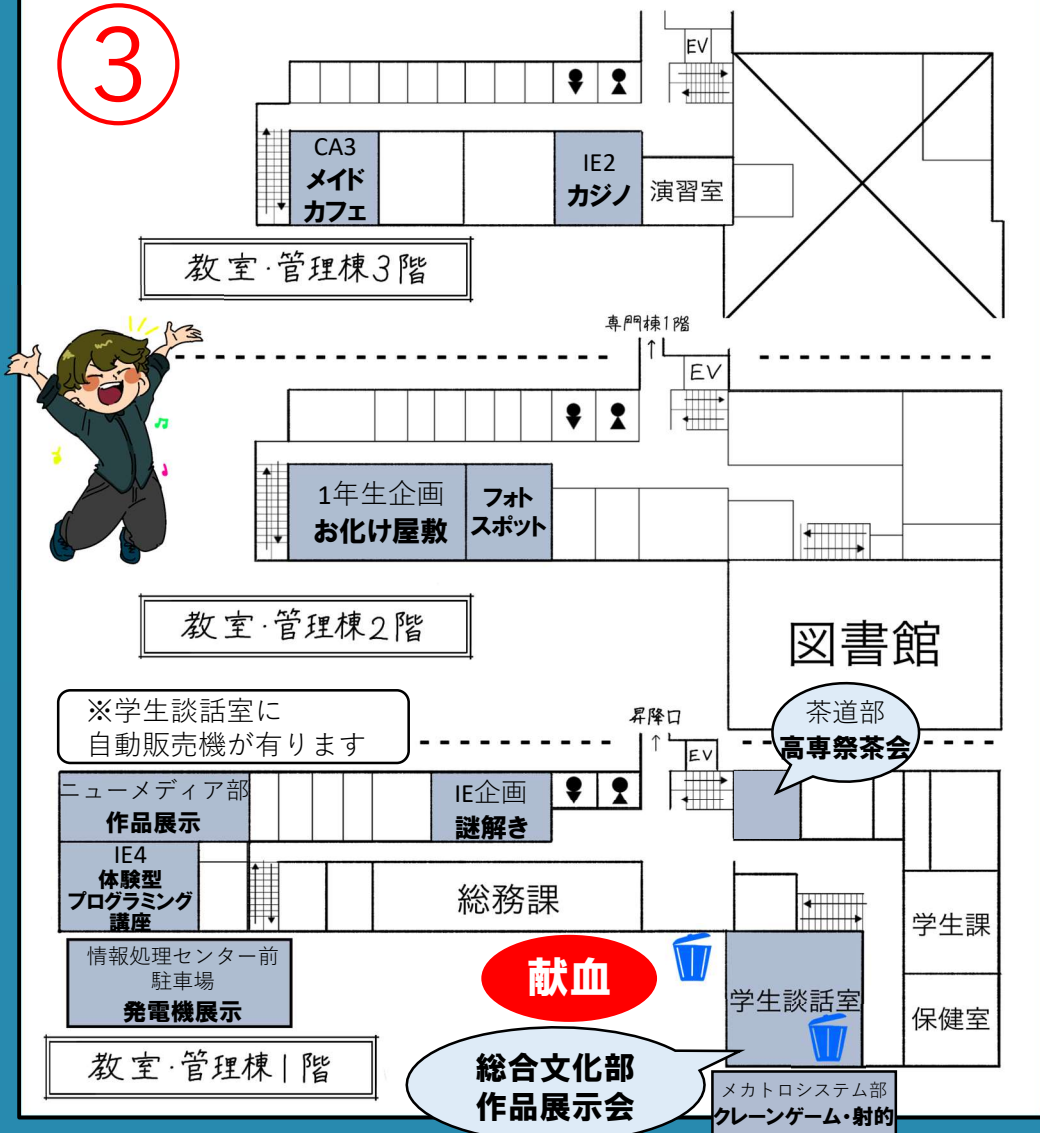 ③
EV
CA3
メイド
カフェ
IE2
カジノ
演習室
教室・管理棟3階
専門棟1階
↑
EV
1年生企画
お化け屋敷
フォト
スポット
教室・管理棟2階
図書館
※学生談話室に
自動販売機が有ります
昇降口
↑
EV
茶道部
高専祭茶会
ニューメディア部
作品展示
IE企画
謎解き
IE4
体験型
プログラミング
講座
総務課
学生課
情報処理センター前
駐車場
発電機展示
献血
学生談話室
保健室
教室・管理棟1階
総合文化部
作品展示会
メカトロシステム部
クレーンゲーム・射的